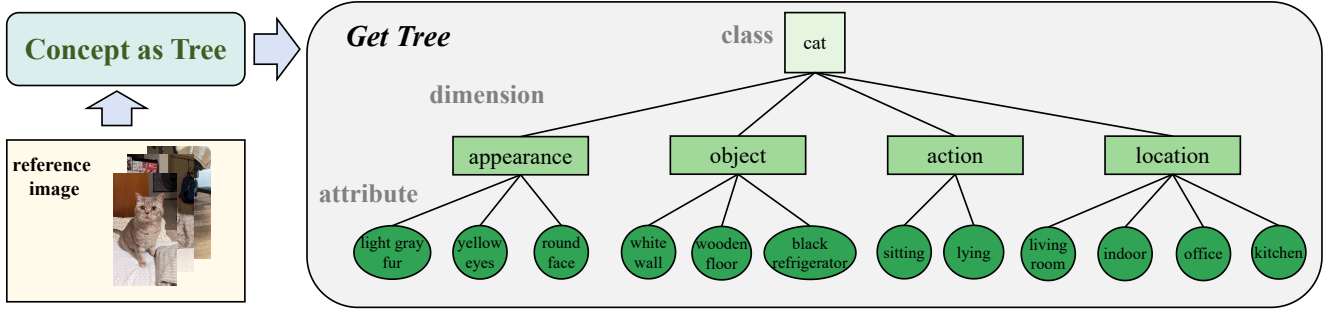 Concept as Tree
reference
image
Get Tree
class
cat
dimension
appearance
object
action
location
attribute
light gray
fur
yellow
eyes
round
face
white
wall
wooden
floor
black
refrigerator
sitting
lying
living
room
indoor
office
kitchen